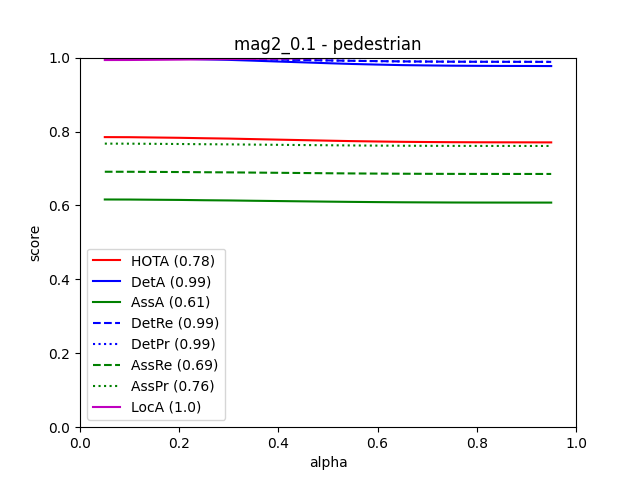 mag2_0.1 - pedestrian
1.0
0.8
0.6
0.4
0.2
0.0
score
HOTA (0.78)
DetA (0.99)
AssA (0.61)
DetRe (0.99)
DetPr (0.99)
AssRe (0.69)
AssPr (0.76)
LocA (1.0)
0.0 0.2 0.4 0.6 0.8 1.0
alpha